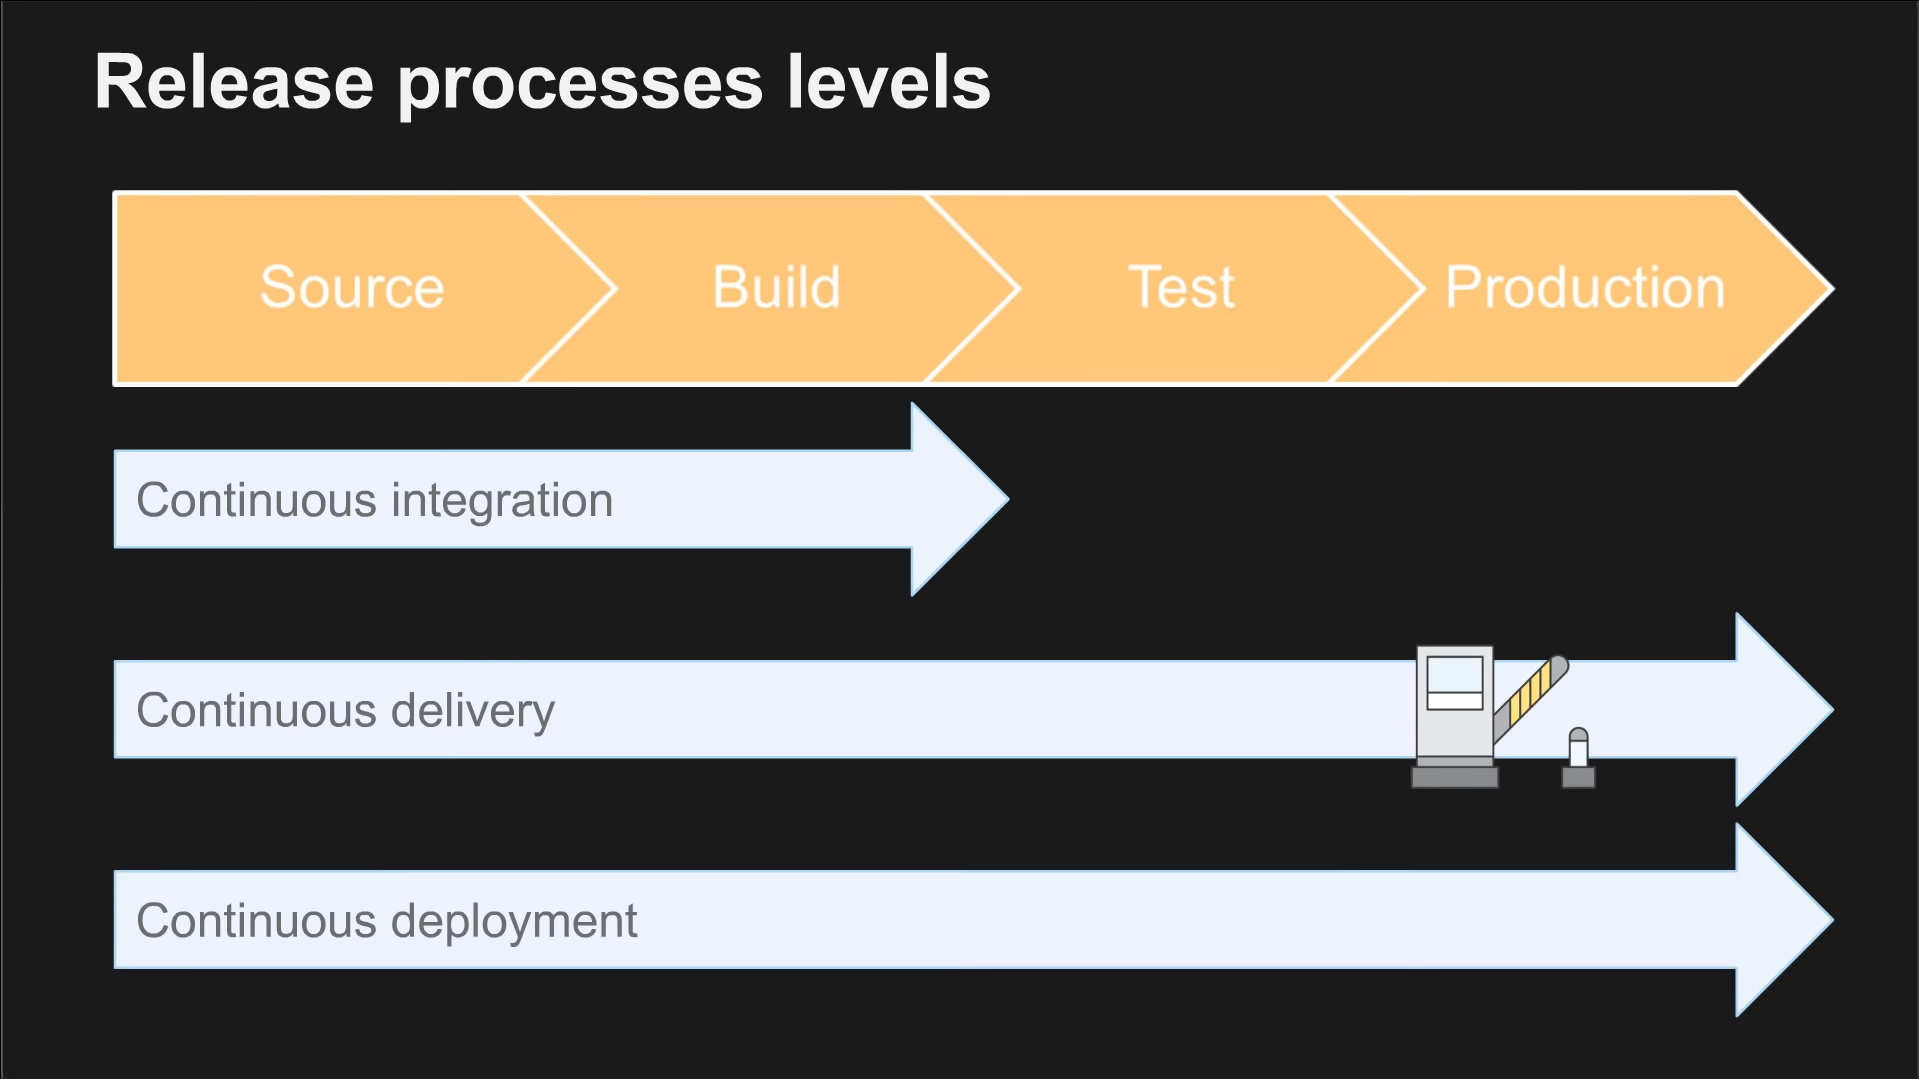 Release processes levels
Source Build Test Production
Continuous integration
Continuous delivery
Continuous deployment